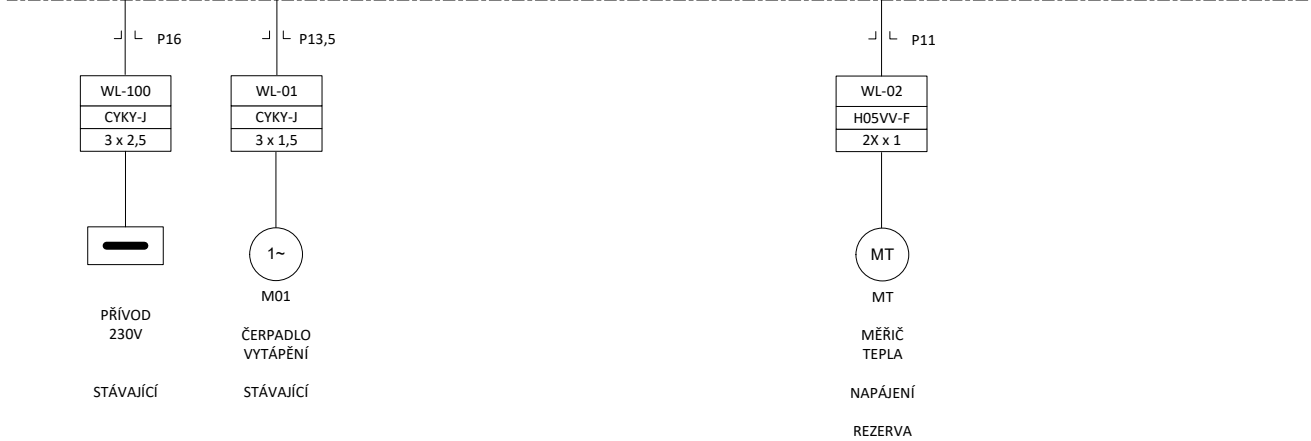 P16
P13,5
P11
WL-100
CYKY-J
3 x 2,5
WL-01
CYKY-J
3 x 1,5
WL-02
H05VV-F
2X x 1
1~
MT
M01
MT
PŘÍVOD
230V
STÁVAJÍCÍ
ČERPADLO
VYTÁPĚNÍ
STÁVAJÍCÍ
MĚŘIČ
TEPLA
NAPÁJENÍ
REZERVA